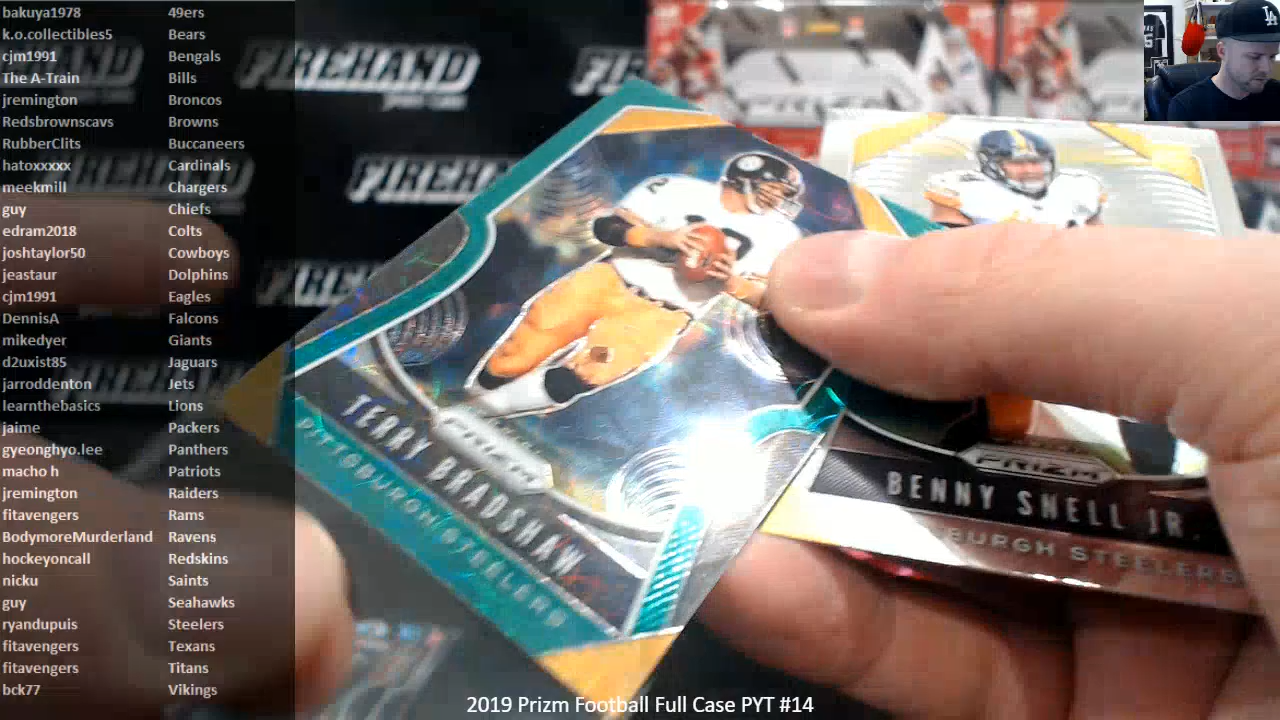 bakuya1978 49ers
k.o.collectibles5 Bears
cjm1991 Bengals
The A-Train Bills
jremington Broncos
Redsbrownscavs Browns
RubberClits Buccaneers
hatoxxxxx Cardinals
meekmill Chargers
guy Chiefs
edram2018 Colts
joshtaylor50 Cowboys
jeastaur Dolphins
cjm1991 Eagles
DennisA Falcons
mikedyer Giants
d2uxist85 Jaguars
jarroddenton Jets
learnthebasics Lions
jaime Packers
gyeonghyo.lee Panthers
macho h Patriots
jremington Raiders
fitavengers Rams
BodymoreMurderland Ravens
hockeyoncall Redskins
nicku Saints
guy Seahawks
ryandupuis Steelers
fitavengers Texans
fitavengers Titans
bck77 Vikings
FIREHAND
FIREHAND
FIREHAND
LA
PRIZM
TERRY BRADSHAW
PITTSBURGH STEELERS
PRIZM
BENNY SNELL JR.
STEELERS
2019 Prizm Football Full Case PYT #14